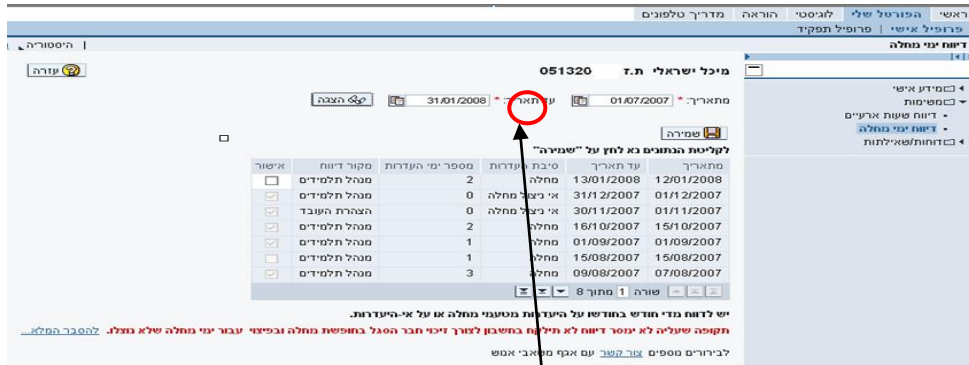 ראשי הפורטל שלי לוגיסטי הוראה מדריך טלפונים
פרופיל אישי | פרופיל תפקיד
דיווח ימי מחלה
| היסטוריה
מידע אישי
משימות
דיווח שעות ארעיים
דיווח ימי מחלה
דוחות/שאילתות
עזרה
מיכל ישראלי ת.ז 051320
מתאריך: * 01/07/2007 עד תאריך: * 31/01/2008 הצגה
שמירה
לקליטת הנתונים נא לחץ על "שמירה"
מתאריך עד תאריך סיבת העדרות מספר ימי העדרות מקור דיווח אישור
12/01/2008 13/01/2008 מחלה 2 מנהל תלמידים
01/12/2007 31/12/2007 אי ניצול מחלה 0 מנהל תלמידים
01/11/2007 30/11/2007 אי ניצול מחלה 0 הצהרת העובד
15/10/2007 16/10/2007 מחלה 2 מנהל תלמידים
01/09/2007 01/09/2007 מחלה 1 מנהל תלמידים
15/08/2007 15/08/2007 מחלה 1 מנהל תלמידים
07/08/2007 09/08/2007 מחלה 3 מנהל תלמידים
שורה 1 מתוך 8
יש לדווח מדי חודש בחודשו על היעדרות מטעמי מחלה או על אי-היעדרות.
תקופה שעליה לא ימסר דיווח לא תילקח בחשבון לצורך זיכוי חבר הסגל בחופשת מחלה ובפיצוי עבור ימי מחלה שלא נוצלו. להסבר המלא...
לבירורים נוספים צור קשר עם אגף משאבי אנוש